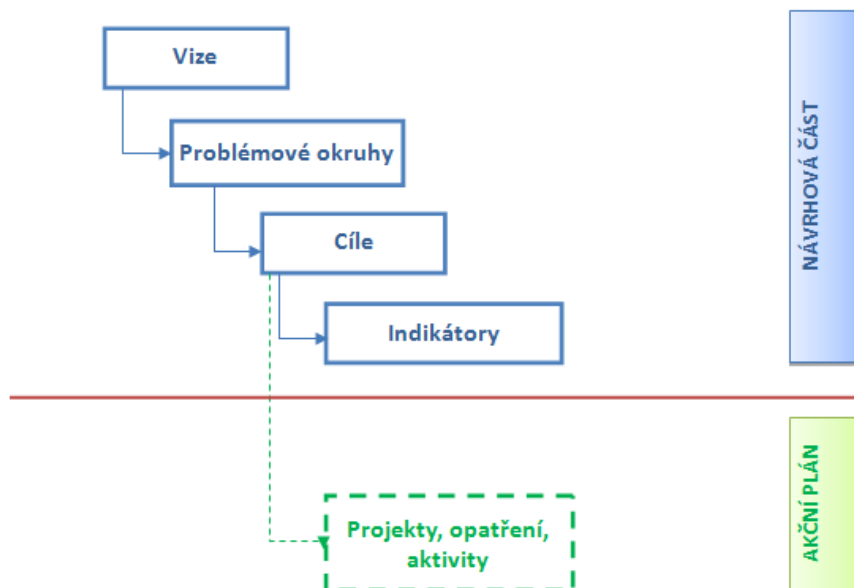 Vize
Problémové okruhy
Cíle
Indikátory
NÁVRHOVÁ ČÁST
Projekty, opatření,
aktivity
AKČNÍ PLÁN